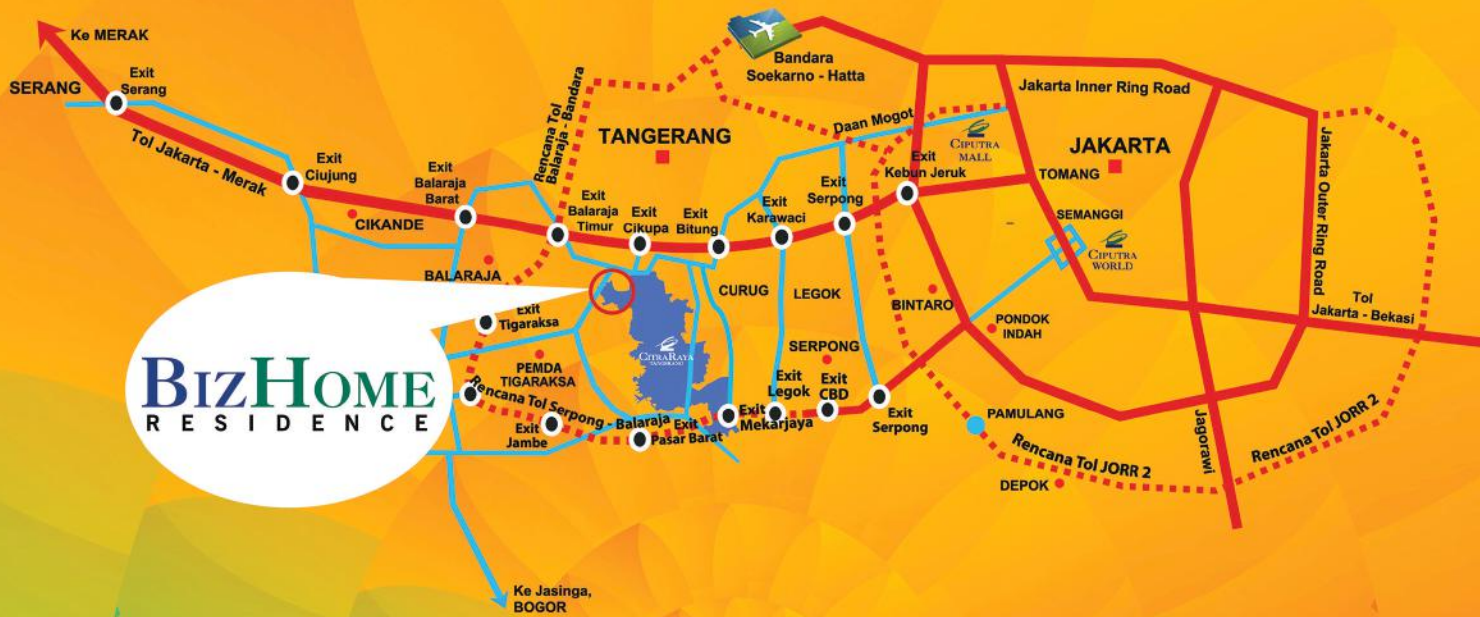 Ke MERAK
SERANG
Exit
Serang
Tol Jakarta - Merak
Exit
Ciujung
CIKANDE
Exit
Balaraja
Barat
BALARAJA
Rencana Tol
Balaraja - Bandara
TANGERANG
Exit
Balaraja
Timur
Exit
Cikupa
Exit
Bitung
Exit
Karawaci
Exit
Serpong
Bandara
Soekarno - Hatta
Daan Mogot
CIPUTRA
MALL
Exit
Kebun Jeruk
Jakarta Inner Ring Road
JAKARTA
TOMANG
SEMANGGI
CIPUTRA
WORLD
Jakarta Outer Ring Road
Tol
Jakarta - Bekasi
CURUG
LEGOK
BINTARO
PONDOK
INDAH
SERPONG
Exit
Tigaraksa
PEMDA
TIGARAKSA
CITRARAYA
TANGERANG
BIZHOME
RESIDENCE
Rencana Tol Serpong - Balaraja
Exit
Jambe
Exit
Pasar Barat
Exit
Mekarjaya
Exit
Legok
Exit
CBD
Exit
Serpong
PAMULANG
Rencana Tol JORR 2
DEPOK
Jagorawi
Rencana Tol JORR 2
Ke Jasinga,
BOGOR